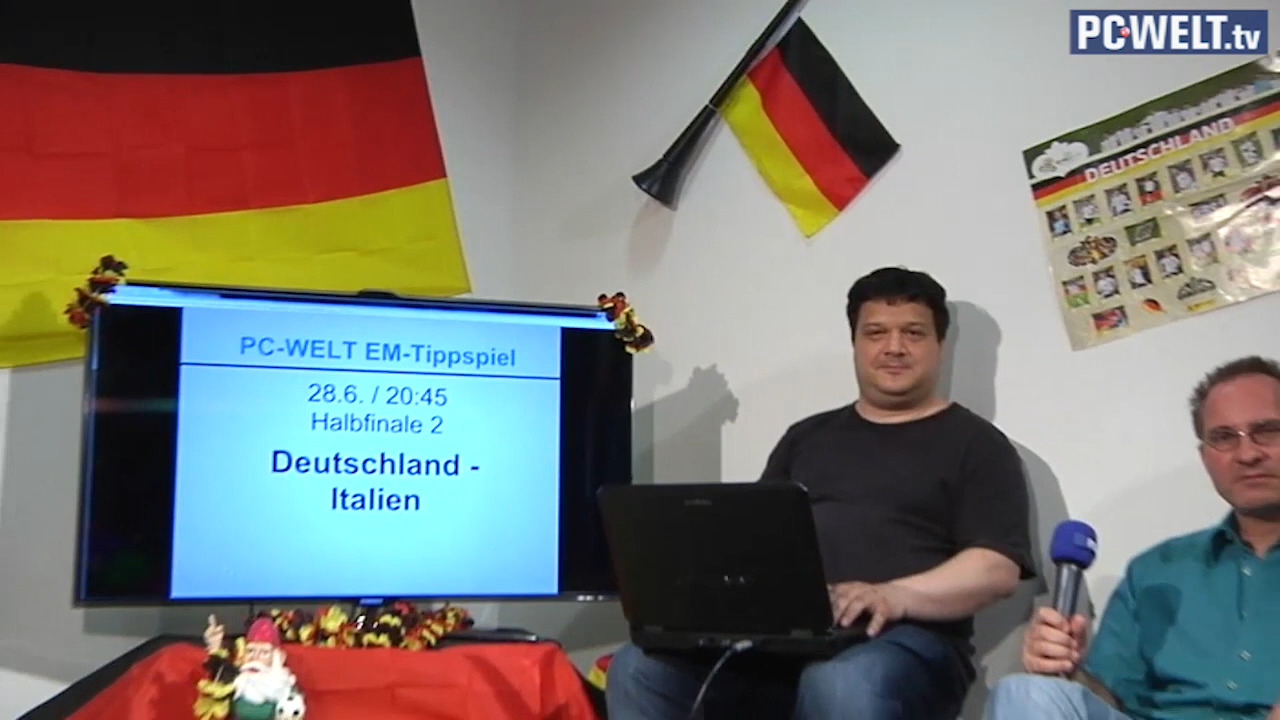 PC-WELT.tv
DEUTSCHLAND
PC-WELT EM-Tippspiel
28.6. / 20:45
Halbfinale 2
Deutschland -
Italien